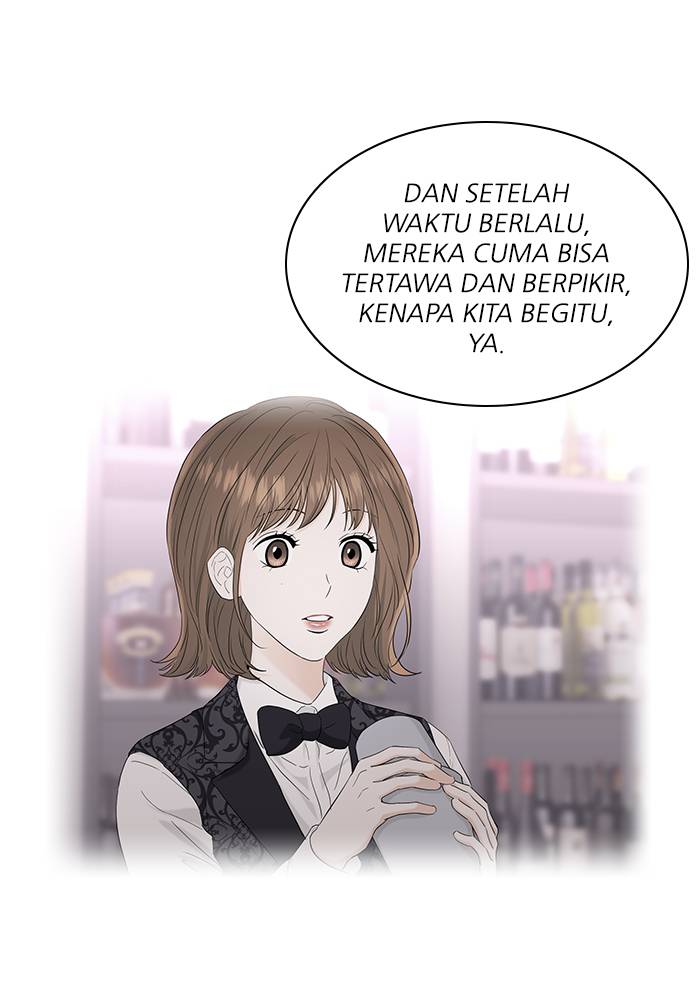 DAN SETELAH
WAKTU BERLALU,
MEREKA CUMA BISA
TERTAWA DAN BERPIKIR,
KENAPA KITA BEGITU,
YA.